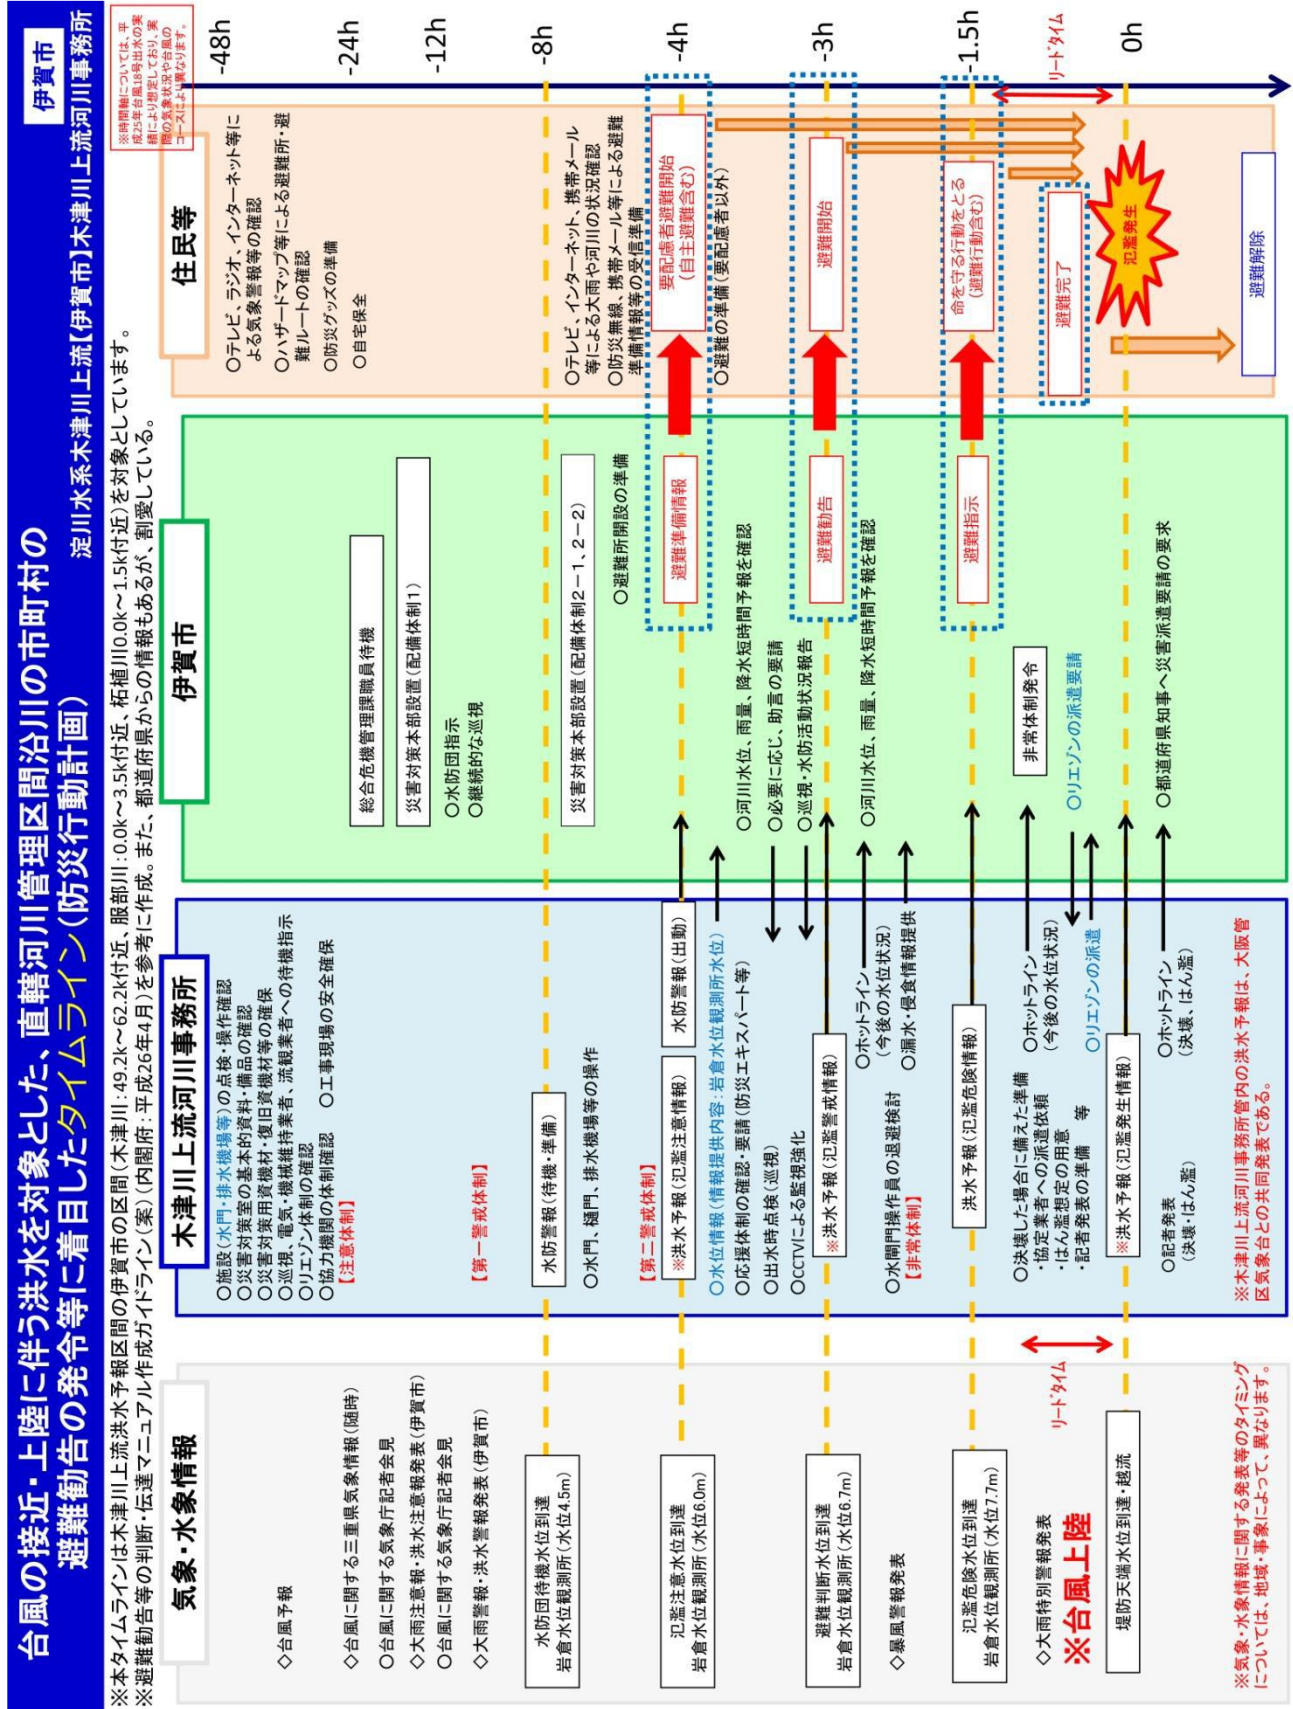 台風の接近・上陸に伴う洪水を対象とした、直轄河川管理区間沿川の市町村の
避難勧告の発令等に着目したタイムライン(防災行動計画)
伊賀市
淀川水系木津川上流【伊賀市】木津川上流河川事務所
※本タイムラインは木津川上流洪水予報区間の伊賀市の区間(木津川:49.2k~62.2k付近、服部川:0.0k~3.5k付近、柘植川0.0k~1.5k付近)を対象としています。
※避難勧告等の判断・伝達マニュアル作成ガイドライン(案)(内閣府:平成26年4月)を参考に作成。また、都道府県からの情報もあるが、割愛している。
※時間軸については、平
成25年台風18号出水の実
績により想定しており、実
際の気象状況や台風の
コースにより異なります。
気象・水象情報
◇台風予報
◇台風に関する三重県気象情報(随時)
○台風に関する気象庁記者会見
◇大雨注意報・洪水注意報発表(伊賀市)
○台風に関する気象庁記者会見
◇大雨警報・洪水警報発表(伊賀市)
水防団待機水位到達
岩倉水位観測所(水位4.5m)
氾濫注意水位到達
岩倉水位観測所(水位6.0m)
避難判断水位到達
岩倉水位観測所(水位6.7m)
◇暴風警報発表
氾濫危険水位到達
岩倉水位観測所(水位7.7m)
◇大雨特別警報発表
※台風上陸
リードタイム
堤防天端水位到達・越流
※気象・水象情報に関する発表等のタイミング
については、地域・事象によって、異なります。
木津川上流河川事務所
○施設(水門・排水機場等)の点検・操作確認
○災害対策室の基本的資料・備品の確認
○災害対策用資機材・復旧資機材等の確保
○巡視、電気・機械維持業者、流観業者への待機指示
○リエゾン体制の確認
○協力機関の体制確認 ○工事現場の安全確保
【注意体制】
【第一警戒体制】
水防警報(待機・準備)
○水門、樋門、排水機場等の操作
【第二警戒体制】
※洪水予報(氾濫注意情報)
水防警報(出動)
○水位情報(情報提供内容:岩倉水位観測所水位)
○応援体制の確認・要請(防災エキスパート等)
○出水時点検(巡視)
○CCTVによる監視強化
※洪水予報(氾濫警戒情報)
○ホットライン
(今後の水位状況)
○水閘門操作員の退避検討
○漏水・侵食情報提供
【非常体制】
洪水予報(氾濫危険情報)
○決壊した場合に備えた準備
・協定業者への派遣依頼
・はん濫想定の用意
・記者発表の準備 等
○ホットライン
(今後の水位状況)
○リエゾンの派遣
※洪水予報(氾濫発生情報)
○記者発表
(決壊・はん濫)
○ホットライン
(決壊、はん濫)
※木津川上流河川事務所管内の洪水予報は、大阪管
区気象台との共同発表である。
伊賀市
総合危機管理課職員待機
災害対策本部設置(配備体制1)
○水防団指示
○継続的な巡視
災害対策本部設置(配備体制2-1、2-2)
○避難所開設の準備
避難準備情報
○河川水位、雨量、降水短時間予報を確認
○必要に応じ、助言の要請
○巡視・水防活動状況報告
避難勧告
○河川水位、雨量、降水短時間予報を確認
避難指示
非常体制発令
○リエゾンの派遣要請
○都道府県知事へ災害派遣要請の要求
住民等
○テレビ、ラジオ、インターネット等に
よる気象警報等の確認
○ハザードマップ等による避難所・避
難ルートの確認
○防災グッズの準備
○自宅保全
○テレビ、インターネット、携帯メール
等による大雨や河川の状況確認
○防災無線、携帯メール等による避難
準備情報等の受信準備
要配慮者避難開始
(自主避難含む)
○避難の準備(要配慮者以外)
避難開始
命を守る行動をとる
(避難行動含む)
避難完了
氾濫発生
避難解除
-48h
-24h
-12h
-8h
-4h
-3h
-1.5h
リードタイム
0h